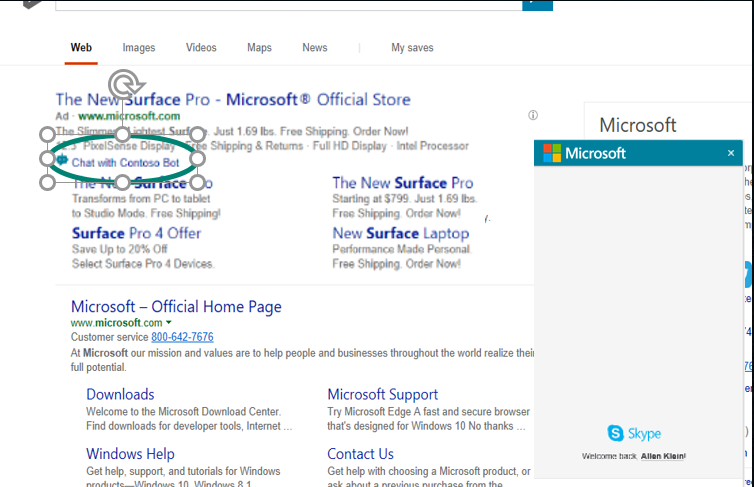 Web Images Videos Maps News | My saves
The New Surface Pro - Microsoft® Official Store
Ad · www.microsoft.com
The Slimmest Lightest Surf. Just 1.69 lbs. Free Shipping. Order Now!
PixelSense Display · Free Shipping & Returns · Full HD Display · Intel Processor
Chat with Contoso Bot
The New Surface Pro
Transforms from PC to tablet
to Studio Mode. Free Shipping!
The New Surface Pro
Starting at $799. Just 1.69 lbs.
Free Shipping. Order Now!
Surface Pro 4 Offer
Save Up to 20% Off
Select Surface Pro 4 Devices.
New Surface Laptop
Performance Made Personal.
Free Shipping. Order Now!
Microsoft – Official Home Page
www.microsoft.com
Customer service 800-642-7676
At Microsoft our mission and values are to help people and businesses throughout the world realize their
full potential.
Downloads
Welcome to the Microsoft Download Center.
Find downloads for developer tools, Internet ...
Microsoft Support
Try Microsoft Edge A fast and secure browser
that's designed for Windows 10 No thanks ...
Windows Help
Get help, support, and tutorials for Windows
products—Windows 10, Windows 8.1,
Contact Us
Get help with choosing a Microsoft product, or
ask about a previous purchase from the
Microsoft
Microsoft ×
Skype
Welcome back, Allen Klein!